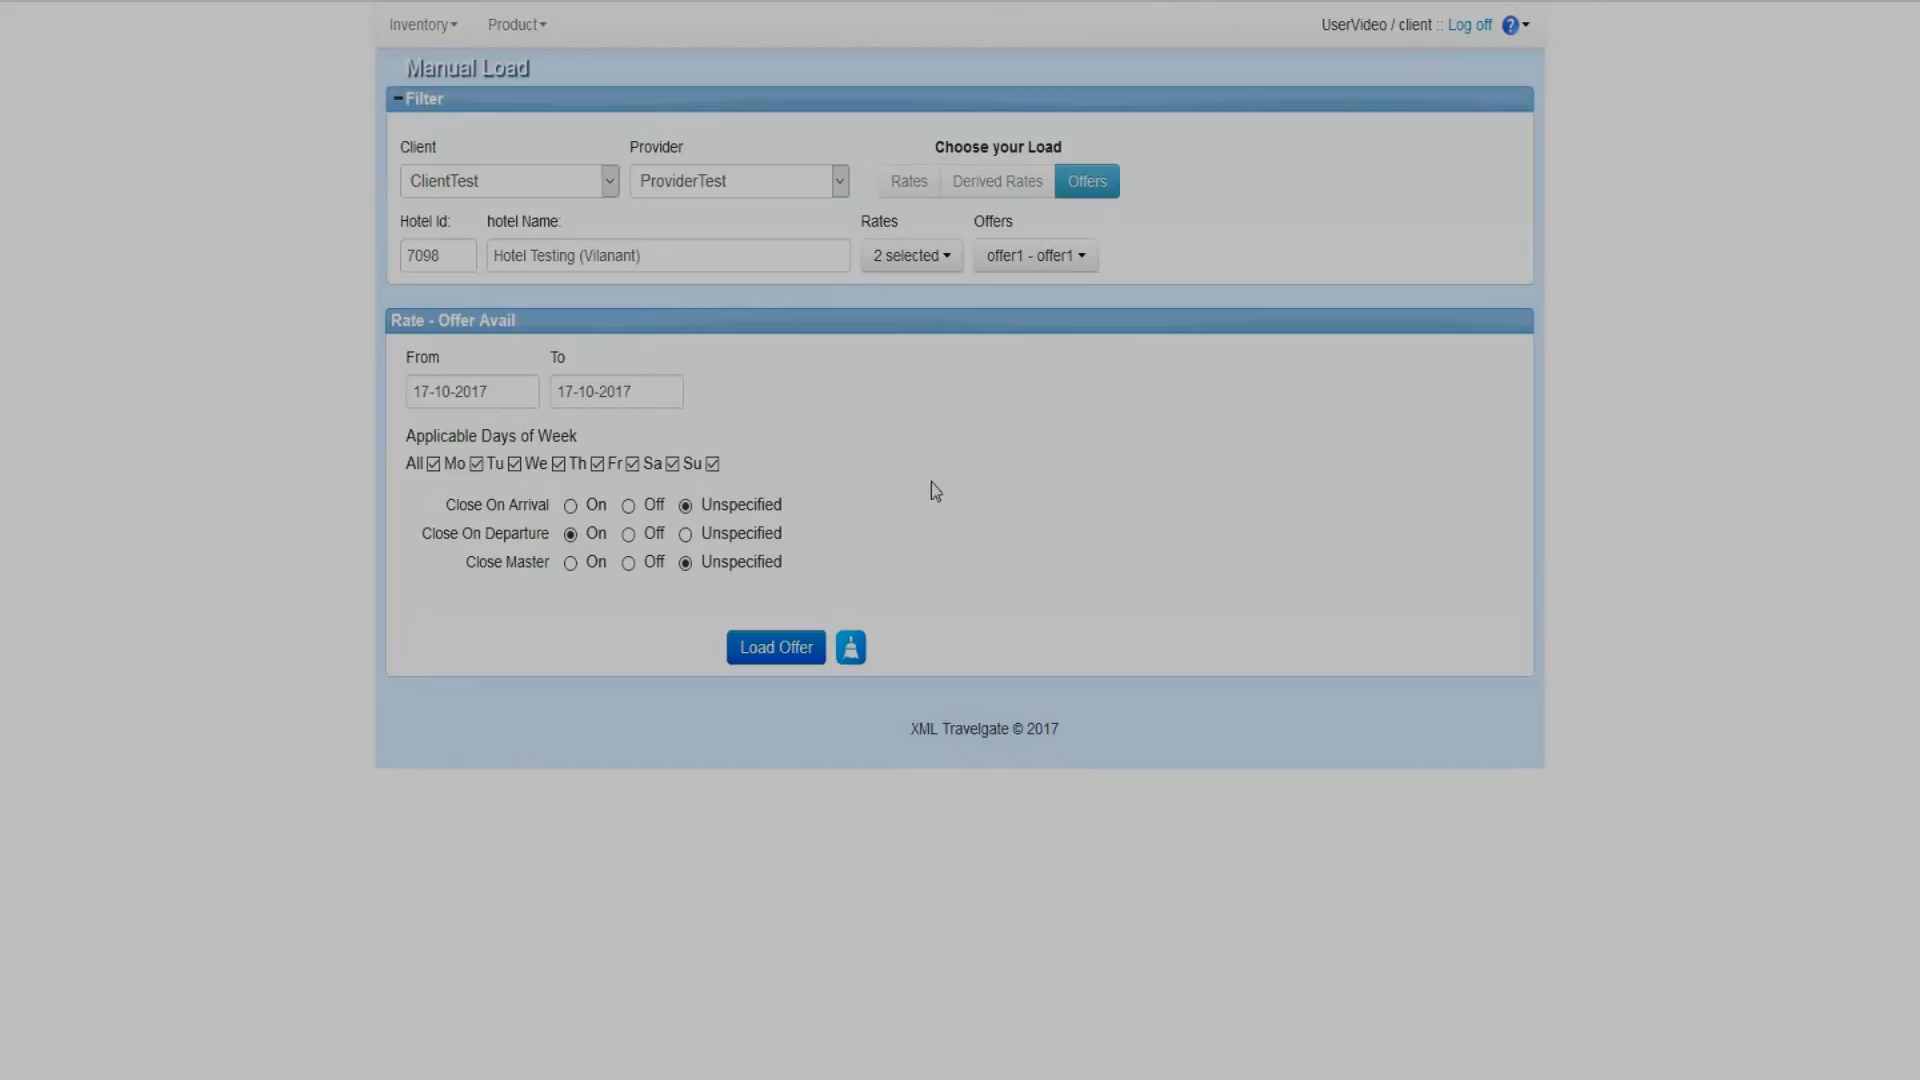 Inventory Product UserVideo / client :: Log off ?
Manual Load
Filter
Client Provider Choose your Load
ClientTest ProviderTest Rates Derived Rates Offers
Hotel Id: hotel Name: Rates Offers
7098 Hotel Testing (Vilanant) 2 selected offer1 - offer1
Rate - Offer Avail
From To
17-10-2017 17-10-2017
Applicable Days of Week
All Mo Tu We Th Fr Sa Su
Close On Arrival On Off Unspecified
Close On Departure On Off Unspecified
Close Master On Off Unspecified
Load Offer
XML Travelgate © 2017